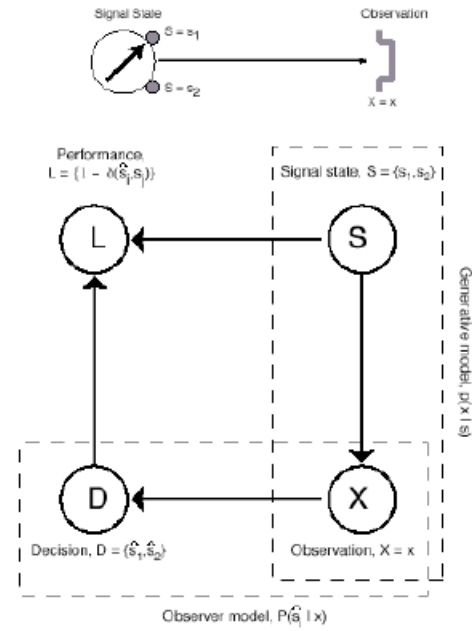 Signal State
Observation
S = s₁
S = s₂
X = x
Performance,
L = {1 − δ(ŝᵢ,sⱼ)}
Signal state, S = {s₁,s₂}
L
S
Generative model, p(x | s)
D
X
Decision, D = {ŝ₁,ŝ₂}
Observation, X = x
Observer model, P(ŝᵢ | x)